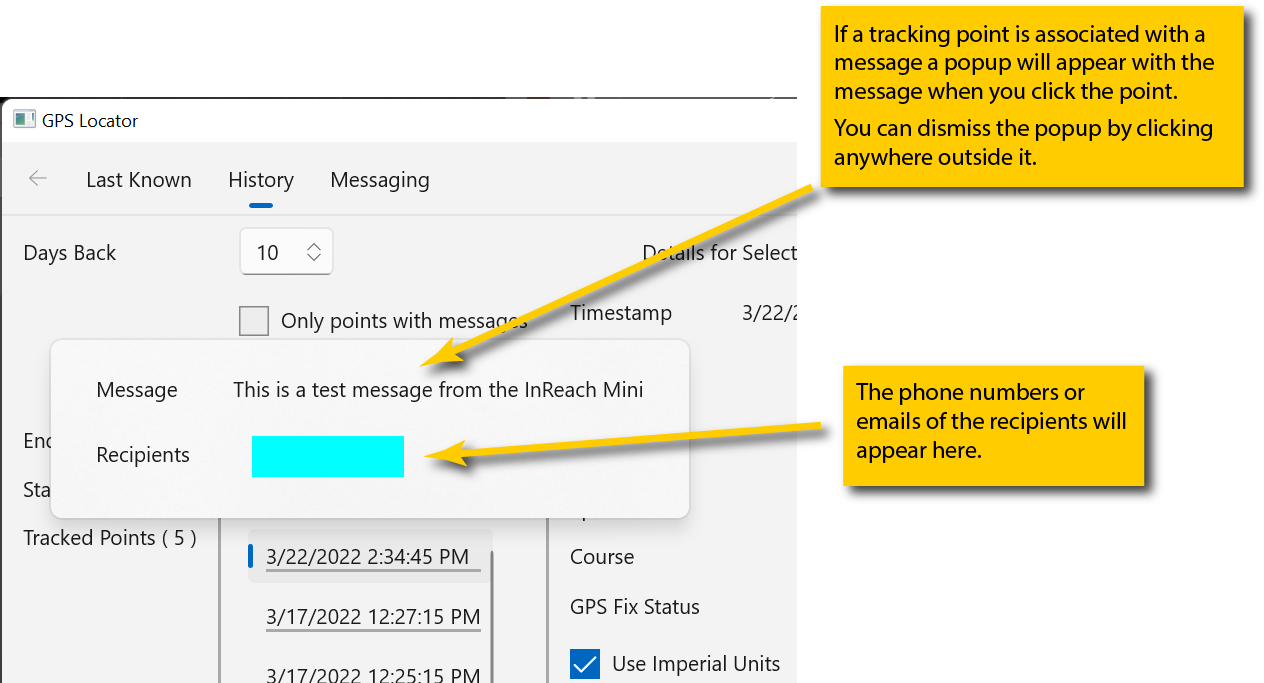 If a tracking point is associated with a
message a popup will appear with the
message when you click the point.
You can dismiss the popup by clicking
anywhere outside it.
GPS Locator
Last Known History Messaging
Days Back 10 Details for Select
Only points with messages Timestamp 3/22/2
Message This is a test message from the InReach Mini
The phone numbers or
emails of the recipients will
appear here.
Recipients
Tracked Points ( 5 )
3/22/2022 2:34:45 PM Course
3/17/2022 12:27:15 PM GPS Fix Status
3/17/2022 12:25:15 PM Use Imperial Units